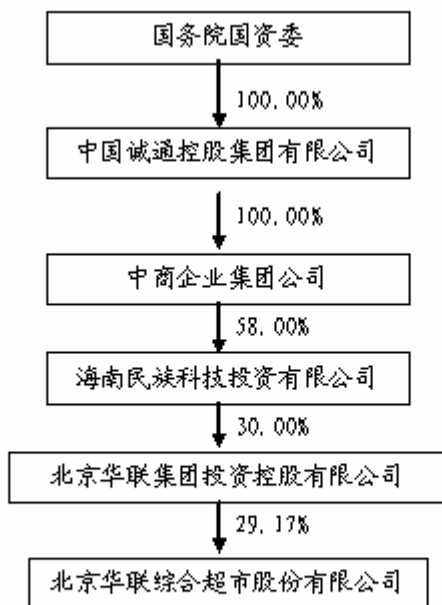 国务院国资委
100.00%
中国诚通控股集团有限公司
100.00%
中商企业集团公司
58.00%
海南民族科技投资有限公司
30.00%
北京华联集团投资控股有限公司
29.17%
北京华联综合超市股份有限公司